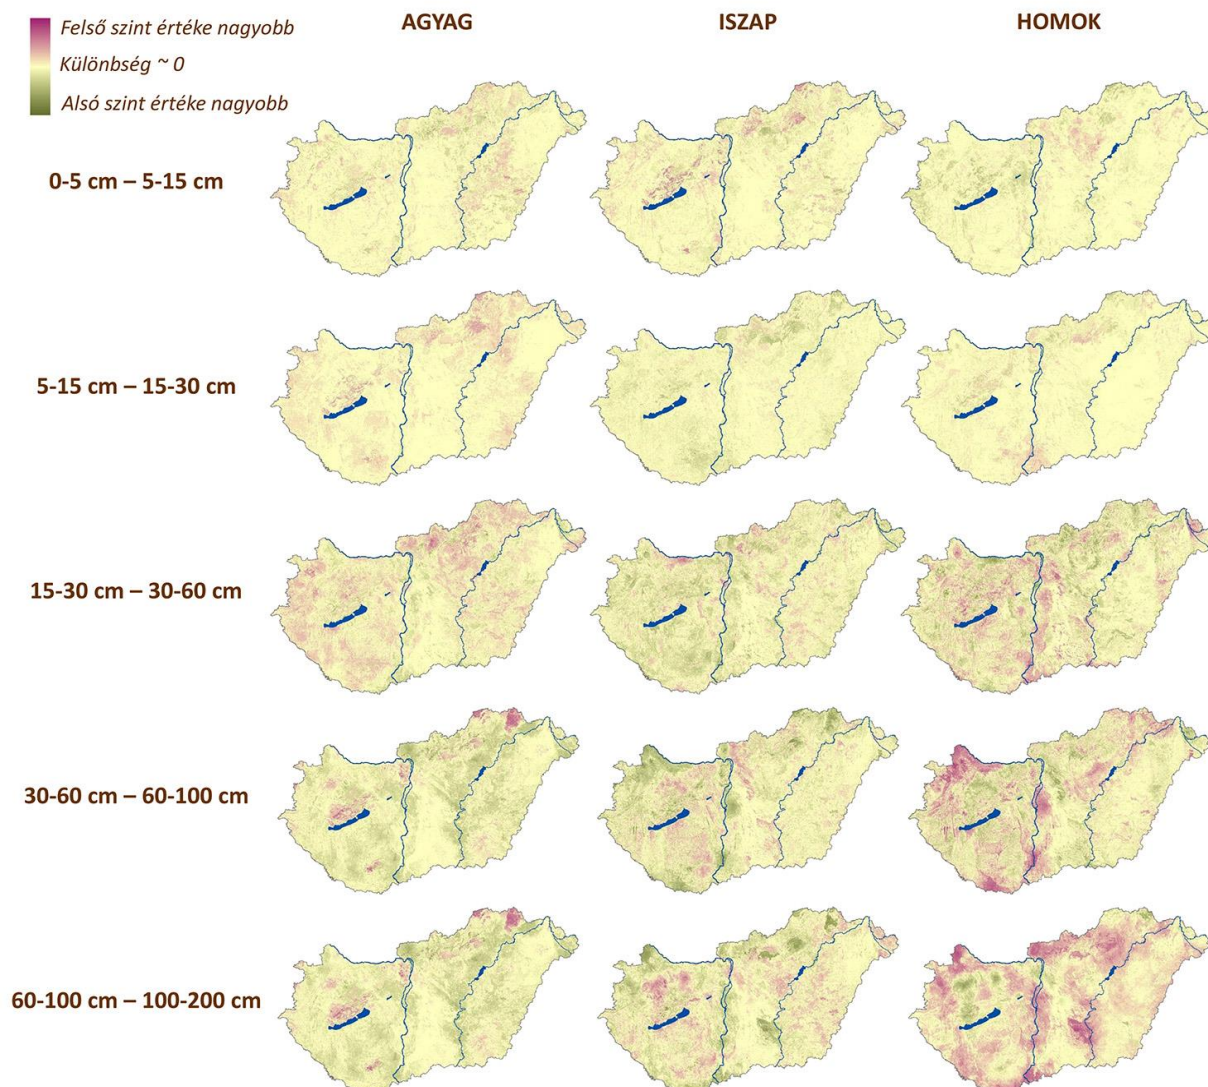 Felső szint értéke nagyobb
Különbség ~ 0
Alsó szint értéke nagyobb
AGYAG
ISZAP
HOMOK
0-5 cm – 5-15 cm
5-15 cm – 15-30 cm
15-30 cm – 30-60 cm
30-60 cm – 60-100 cm
60-100 cm – 100-200 cm